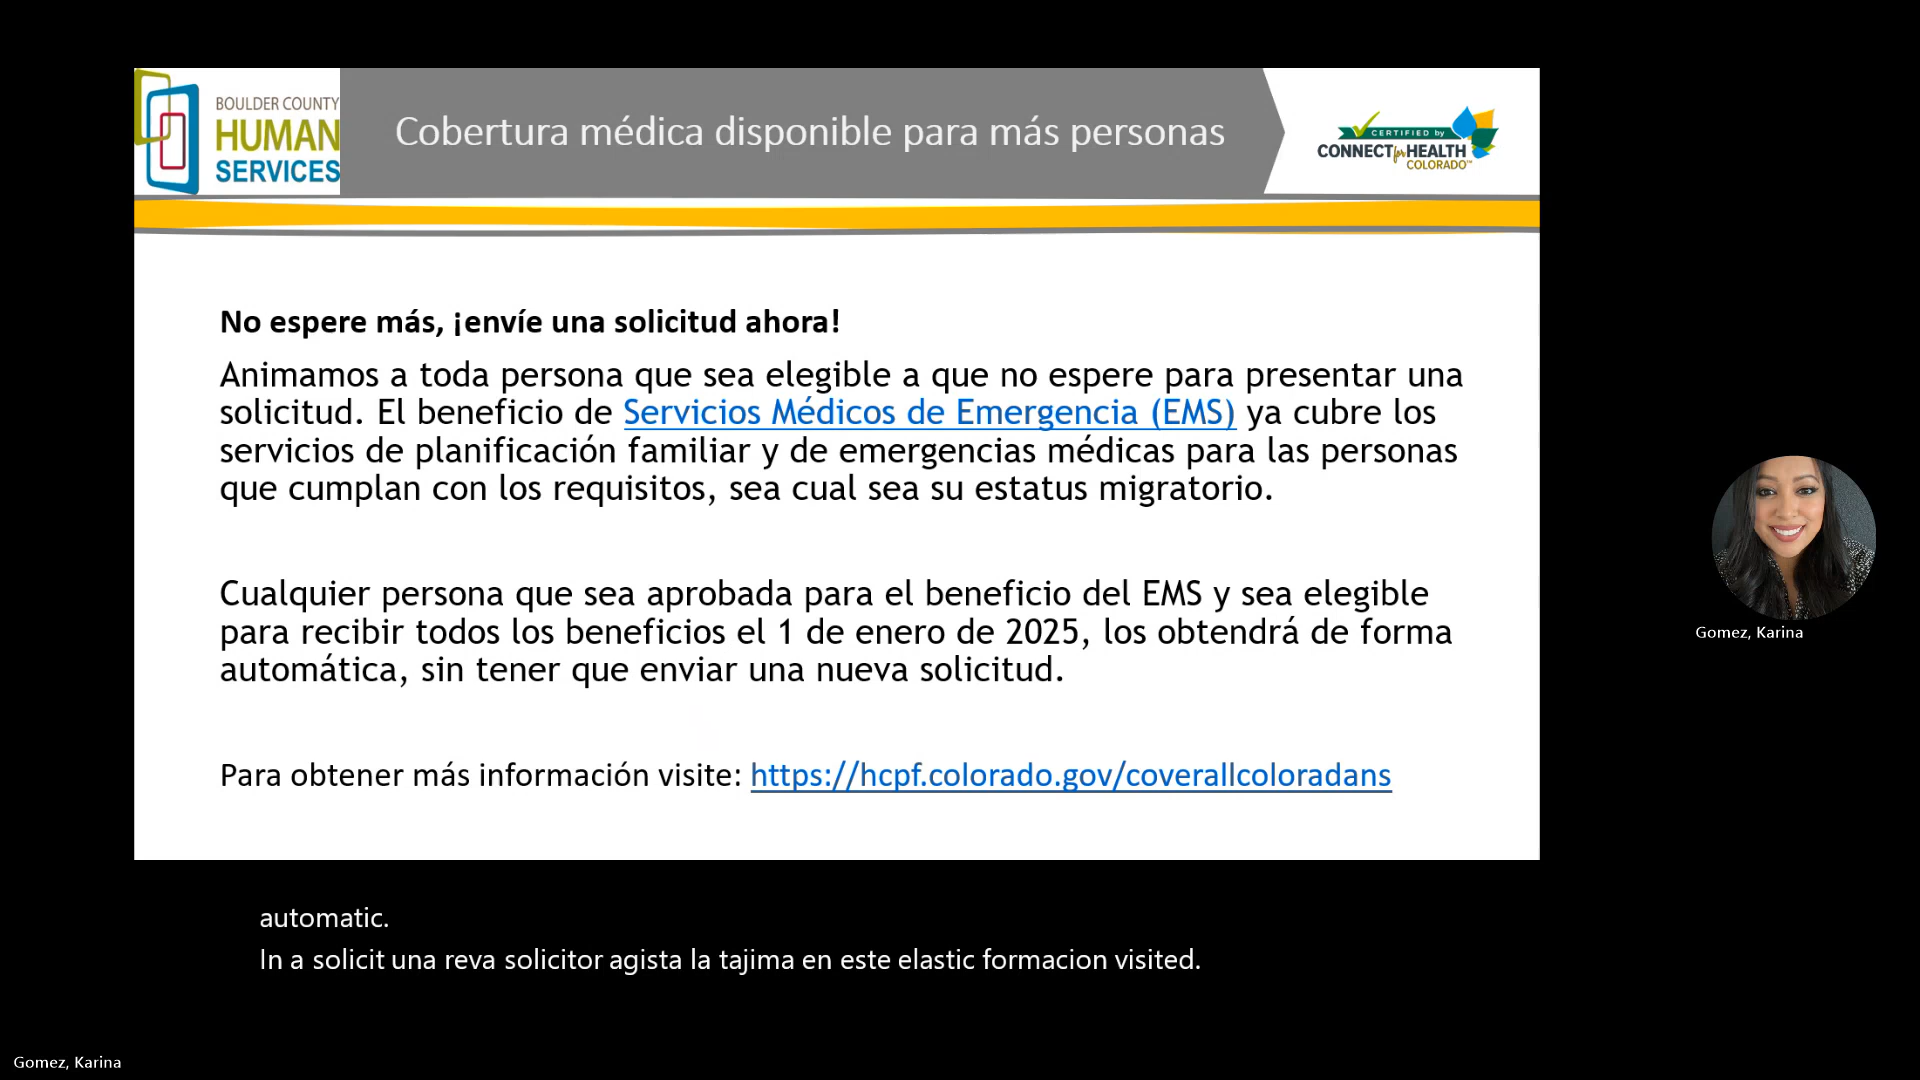 BOULDER COUNTY
HUMAN
SERVICES
Cobertura médica disponible para más personas
CERTIFIED by
CONNECT for HEALTH
COLORADO™
No espere más, ¡envíe una solicitud ahora!
Animamos a toda persona que sea elegible a que no espere para presentar una
solicitud. El beneficio de Servicios Médicos de Emergencia (EMS) ya cubre los
servicios de planificación familiar y de emergencias médicas para las personas
que cumplan con los requisitos, sea cual sea su estatus migratorio.
Cualquier persona que sea aprobada para el beneficio del EMS y sea elegible
para recibir todos los beneficios el 1 de enero de 2025, los obtendrá de forma
automática, sin tener que enviar una nueva solicitud.
Para obtener más información visite: https://hcpf.colorado.gov/coverallcoloradans
Gomez, Karina
automatic.
In a solicit una reva solicitor agista la tajima en este elastic formacion visited.
Gomez, Karina